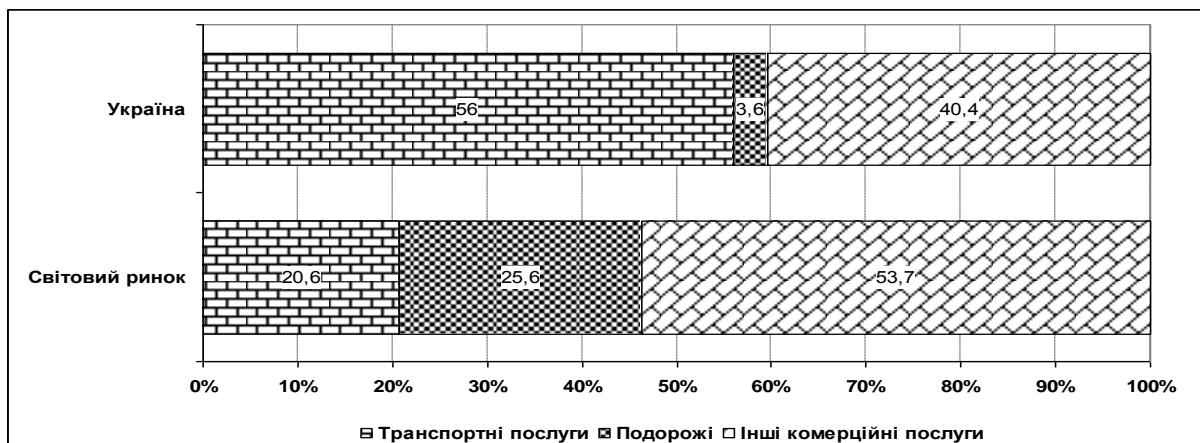 Україна
56
3,6
40,4
Світовий ринок
20,6
25,6
53,7
0% 10% 20% 30% 40% 50% 60% 70% 80% 90% 100%
Транспортні послуги Подорожі Інші комерційні послуги